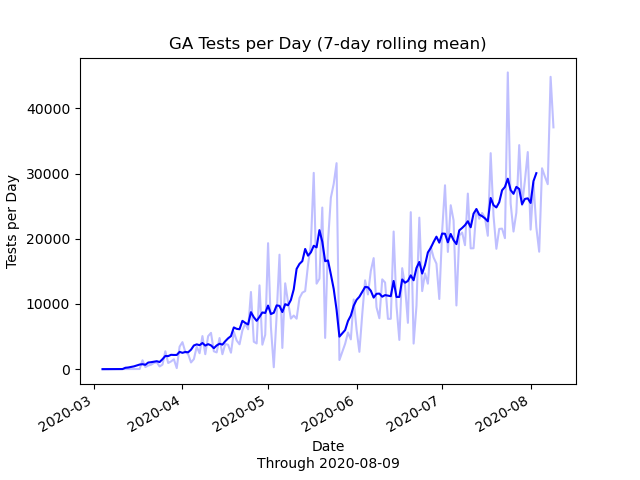 GA Tests per Day (7-day rolling mean)
40000
30000
20000
10000
0
Tests per Day
2020-03
2020-04
2020-05
2020-06
2020-07
2020-08
Date
Through 2020-08-09